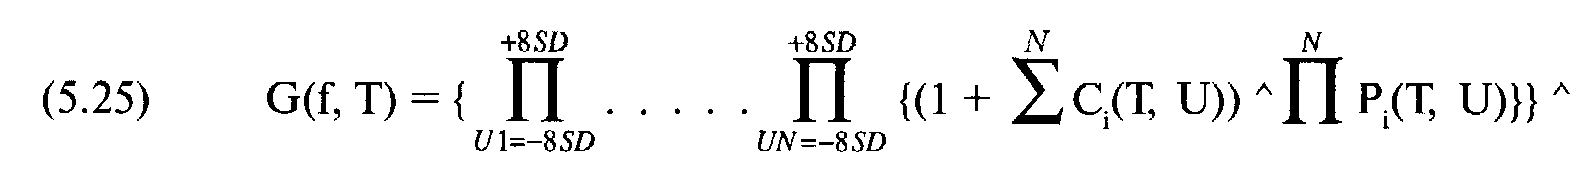 (5.25) G(f, T) = { ∏_{U1=−8SD}^{+8SD} . . . . . ∏_{UN=−8SD}^{+8SD} {(1 + ∑^{N} C_i(T, U)) ^ ∏^{N} P_i(T, U)}} ^